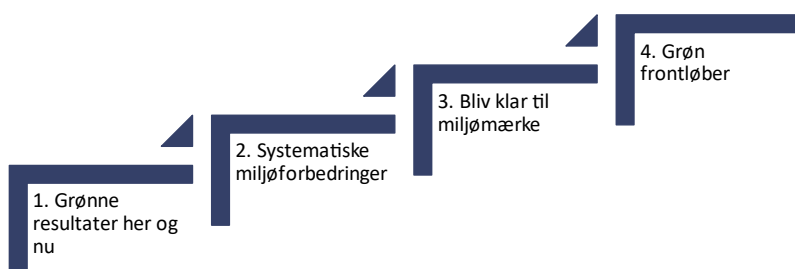 1. Grønne
resultater her og
nu
2. Systematiske
miljøforbedringer
3. Bliv klar til
miljømærke
4. Grøn
frontløber